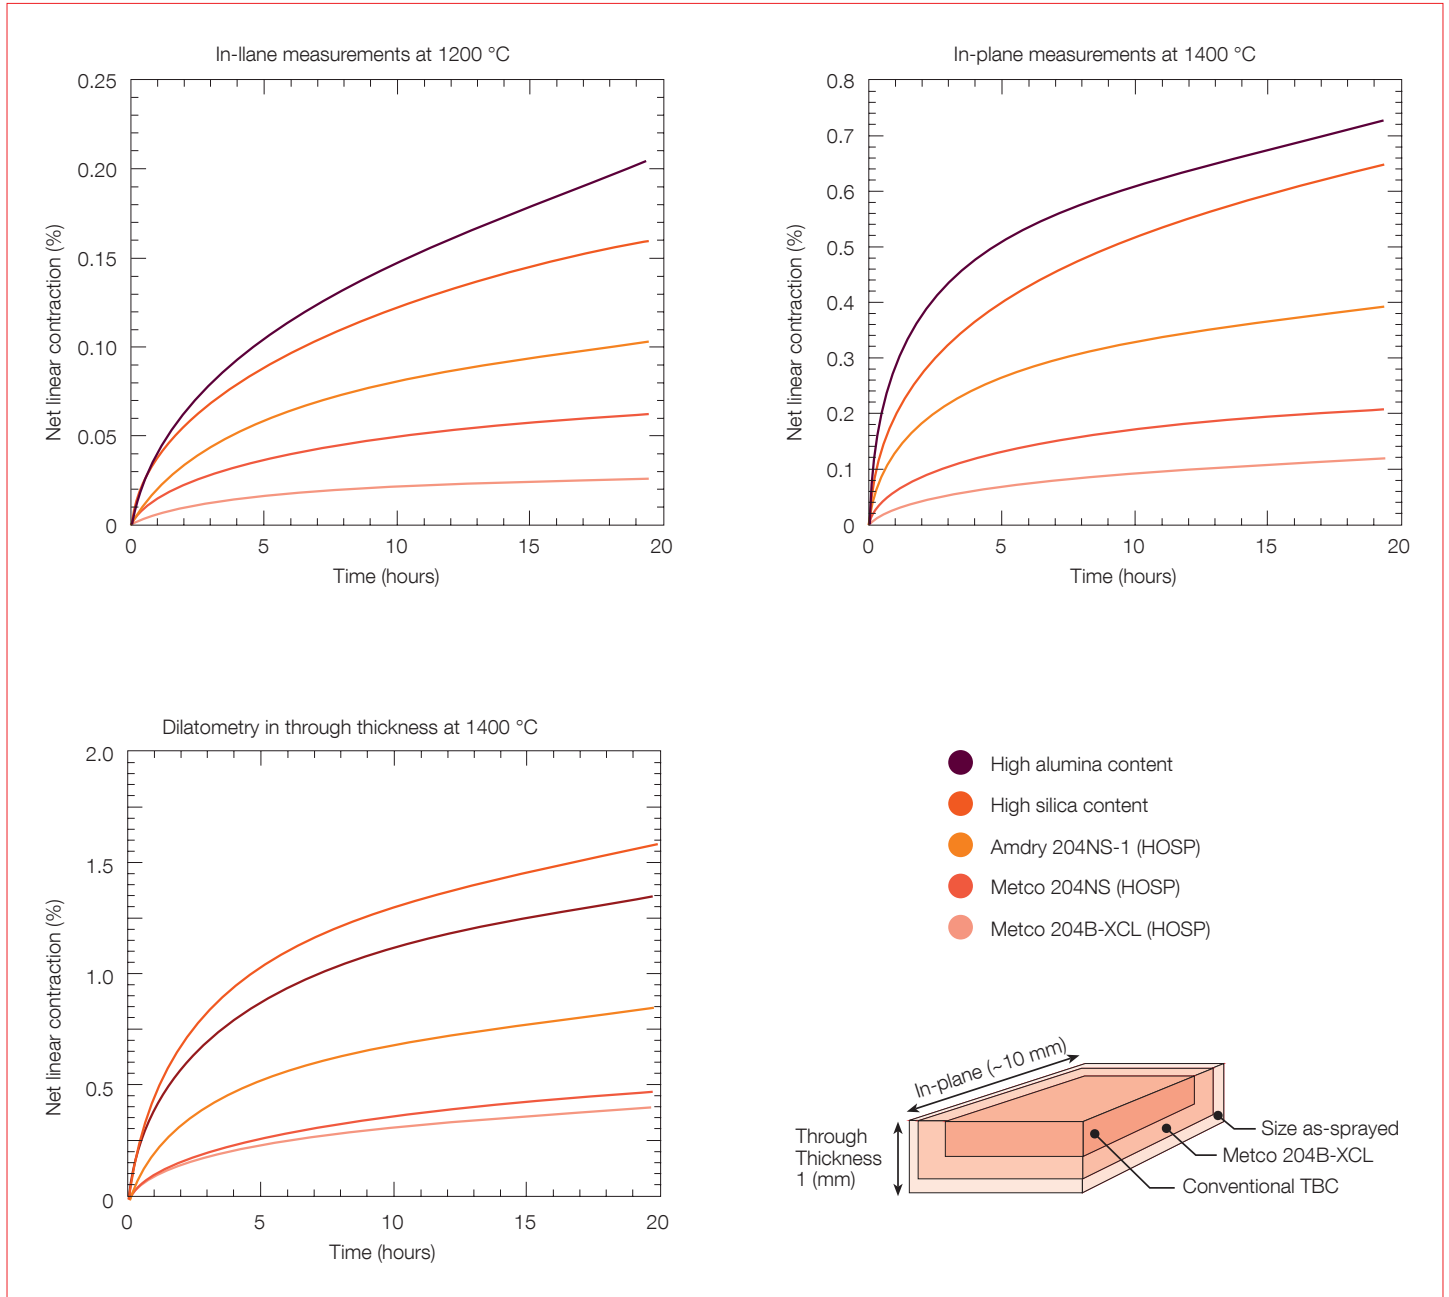 In-llane measurements at 1200 °C
0.25
0.20
0.15
0.10
0.05
0
Net linear contraction (%)
0 5 10 15 20
Time (hours)
In-plane measurements at 1400 °C
0.8
0.7
0.6
0.5
0.4
0.3
0.2
0.1
0
Net linear contraction (%)
0 5 10 15 20
Time (hours)
Dilatometry in through thickness at 1400 °C
2.0
1.5
1.0
0.5
0
Net linear contraction (%)
0 5 10 15 20
Time (hours)
High alumina content
High silica content
Amdry 204NS-1 (HOSP)
Metco 204NS (HOSP)
Metco 204B-XCL (HOSP)
In-plane (~10 mm)
Through
Thickness
1 (mm)
Size as-sprayed
Metco 204B-XCL
Conventional TBC